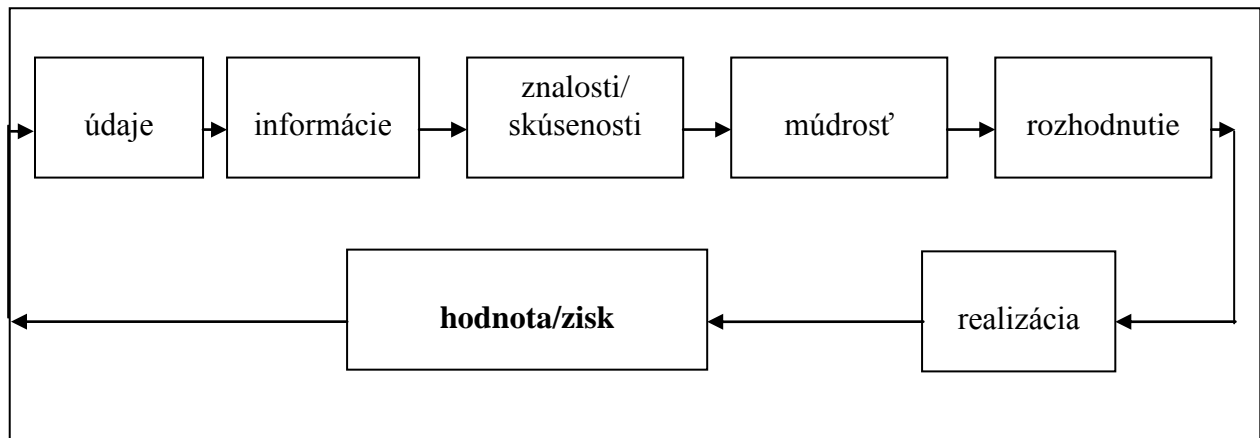 údaje
informácie
znalosti/
skúsenosti
múdrosť
rozhodnutie
hodnota/zisk
realizácia